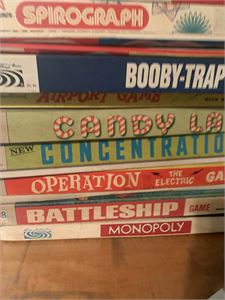 SPIROGRAPH
BOOBY-TRAP
AIRPORT GAME
CANDY LA
NEW
CONCENTRATIO
OPERATION THE ELECTRIC GA
BATTLESHIP GAME
MONOPOLY